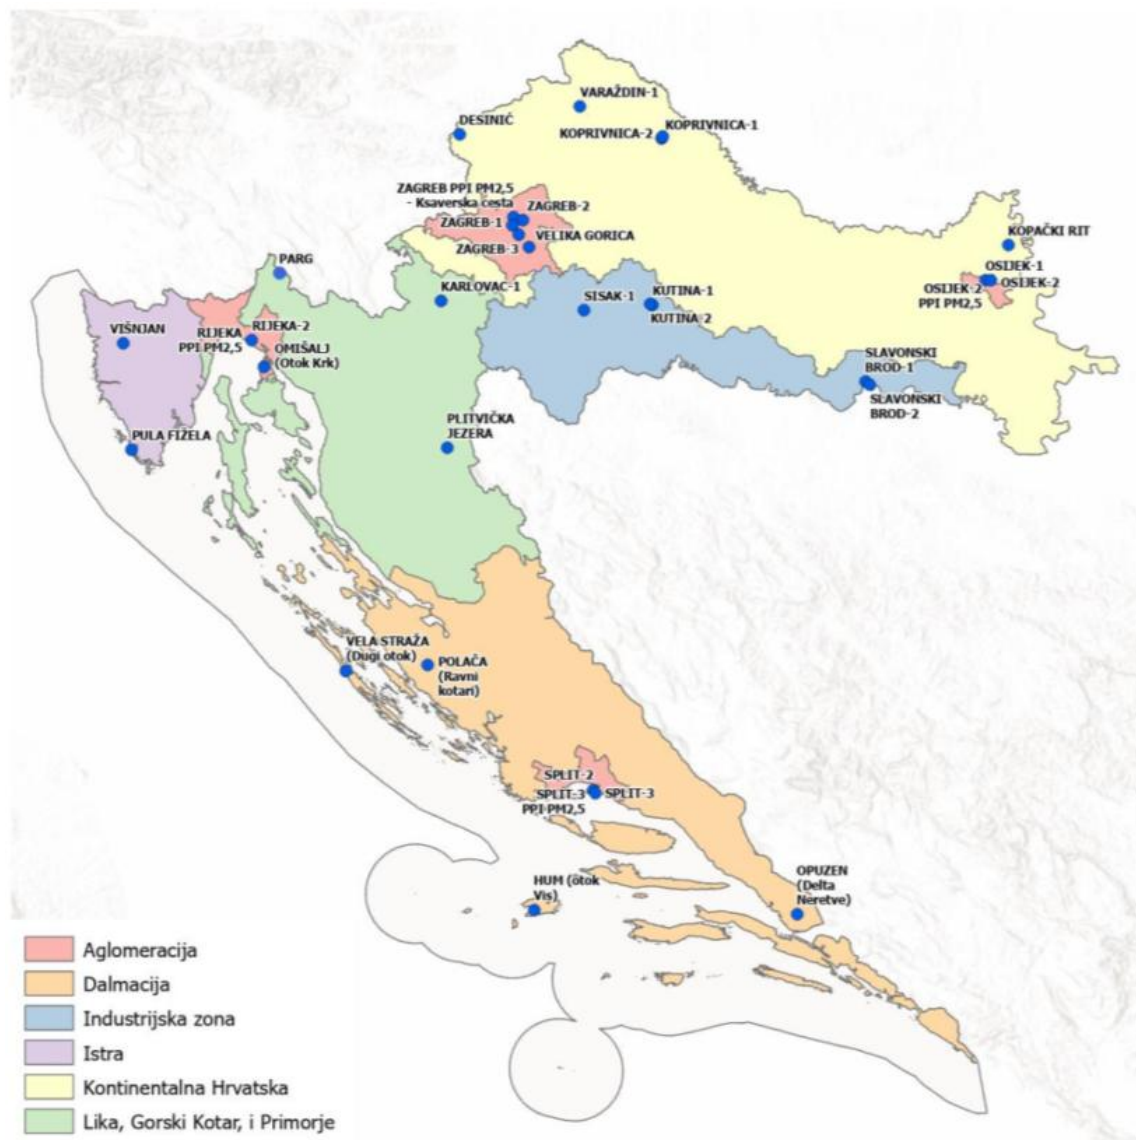 VARAŽDIN-1
DESINIĆ
KOPRIVNICA-1
KOPRIVNICA-2
ZAGREB PPI PM2,5
- Ksaverska cesta
ZAGREB-2
ZAGREB-1
VELIKA GORICA
ZAGREB-3
KOPAČKI RIT
OSIJEK-1
OSIJEK-2
OSIJEK-2
PPI PM2,5
PARG
KARLOVAC-1
SISAK-1
KUTINA-1
KUTINA-2
VIŠNJAN
RIJEKA
PPI PM2,5
RIJEKA-2
OMIŠALJ
(Otok Krk)
SLAVONSKI
BROD-1
SLAVONSKI
BROD-2
PULA FIŽELA
PLITVIČKA
JEZERA
VELA STRAŽA
(Dugi otok)
POLAČA
(Ravni
kotari)
SPLIT-2
SPLIT-3
PPI PM2,5
SPLIT-3
HUM (otok
Vis)
OPUZEN
(Delta
Neretve)
Aglomeracija
Dalmacija
Industrijska zona
Istra
Kontinentalna Hrvatska
Lika, Gorski Kotar, i Primorje